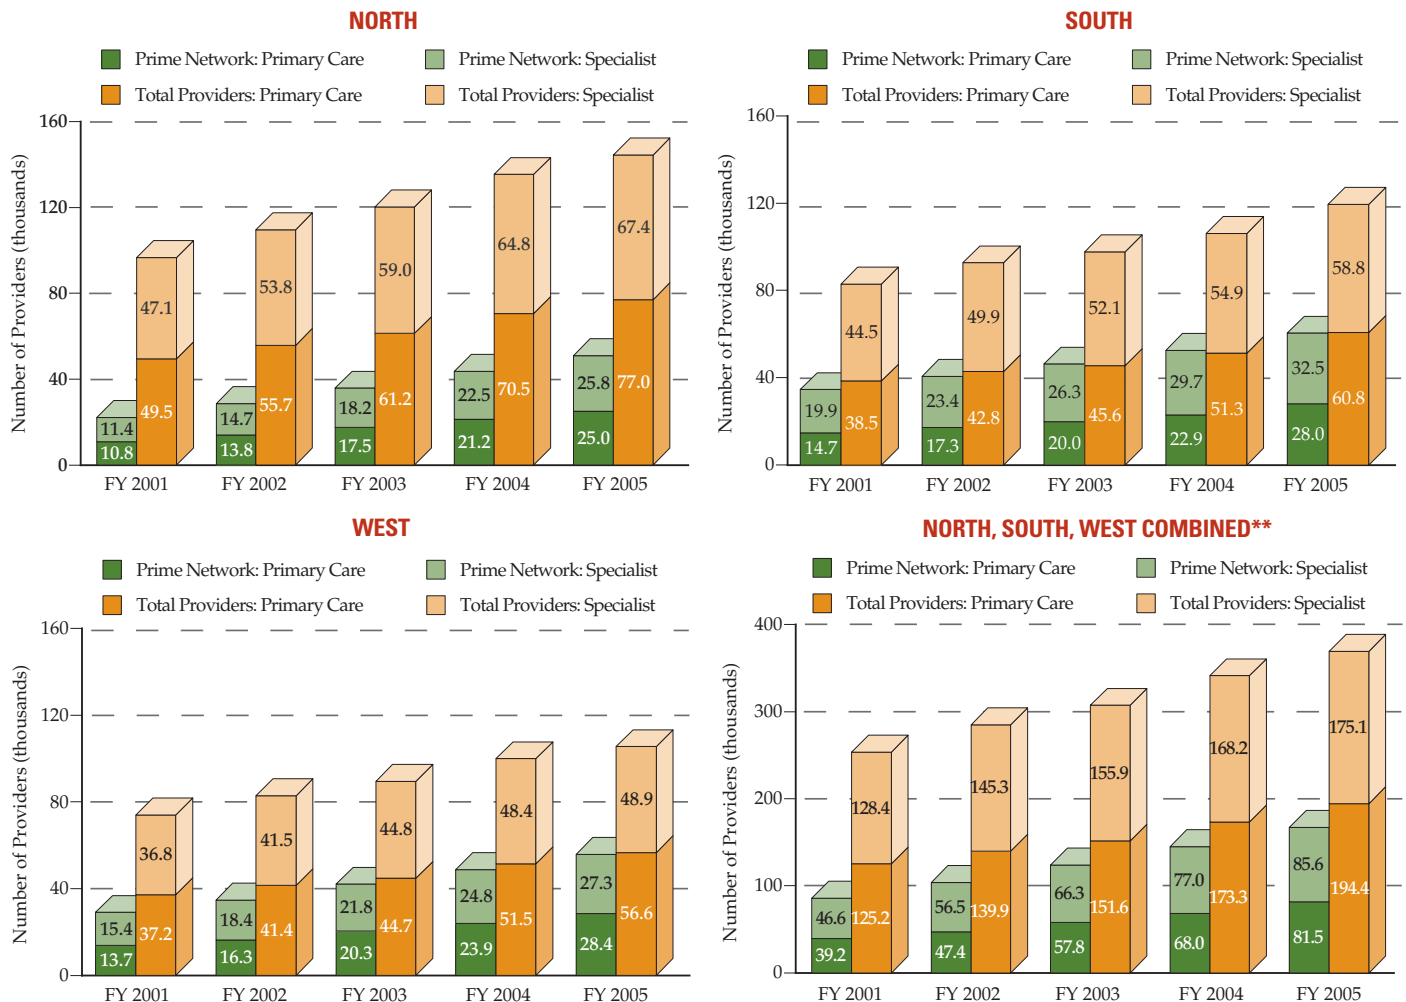 NORTH
Prime Network: Primary Care
Prime Network: Specialist
Total Providers: Primary Care
Total Providers: Specialist
Number of Providers (thousands)
160
120
80
40
0
47.1
49.5
11.4
10.8
53.8
55.7
14.7
13.8
59.0
61.2
18.2
17.5
64.8
70.5
22.5
21.2
67.4
77.0
25.8
25.0
FY 2001
FY 2002
FY 2003
FY 2004
FY 2005
SOUTH
Prime Network: Primary Care
Prime Network: Specialist
Total Providers: Primary Care
Total Providers: Specialist
Number of Providers (thousands)
160
120
80
40
0
44.5
38.5
19.9
14.7
49.9
42.8
23.4
17.3
52.1
45.6
26.3
20.0
54.9
51.3
29.7
22.9
58.8
60.8
32.5
28.0
FY 2001
FY 2002
FY 2003
FY 2004
FY 2005
WEST
Prime Network: Primary Care
Prime Network: Specialist
Total Providers: Primary Care
Total Providers: Specialist
Number of Providers (thousands)
160
120
80
40
0
36.8
37.2
15.4
13.7
41.5
41.4
18.4
16.3
44.8
44.7
21.8
20.3
48.4
51.5
24.8
23.9
48.9
56.6
27.3
28.4
FY 2001
FY 2002
FY 2003
FY 2004
FY 2005
NORTH, SOUTH, WEST COMBINED**
Prime Network: Primary Care
Prime Network: Specialist
Total Providers: Primary Care
Total Providers: Specialist
Number of Providers (thousands)
400
300
200
100
0
128.4
125.2
46.6
39.2
145.3
139.9
56.5
47.4
155.9
151.6
66.3
57.8
168.2
173.3
77.0
68.0
175.1
194.4
85.6
81.5
FY 2001
FY 2002
FY 2003
FY 2004
FY 2005